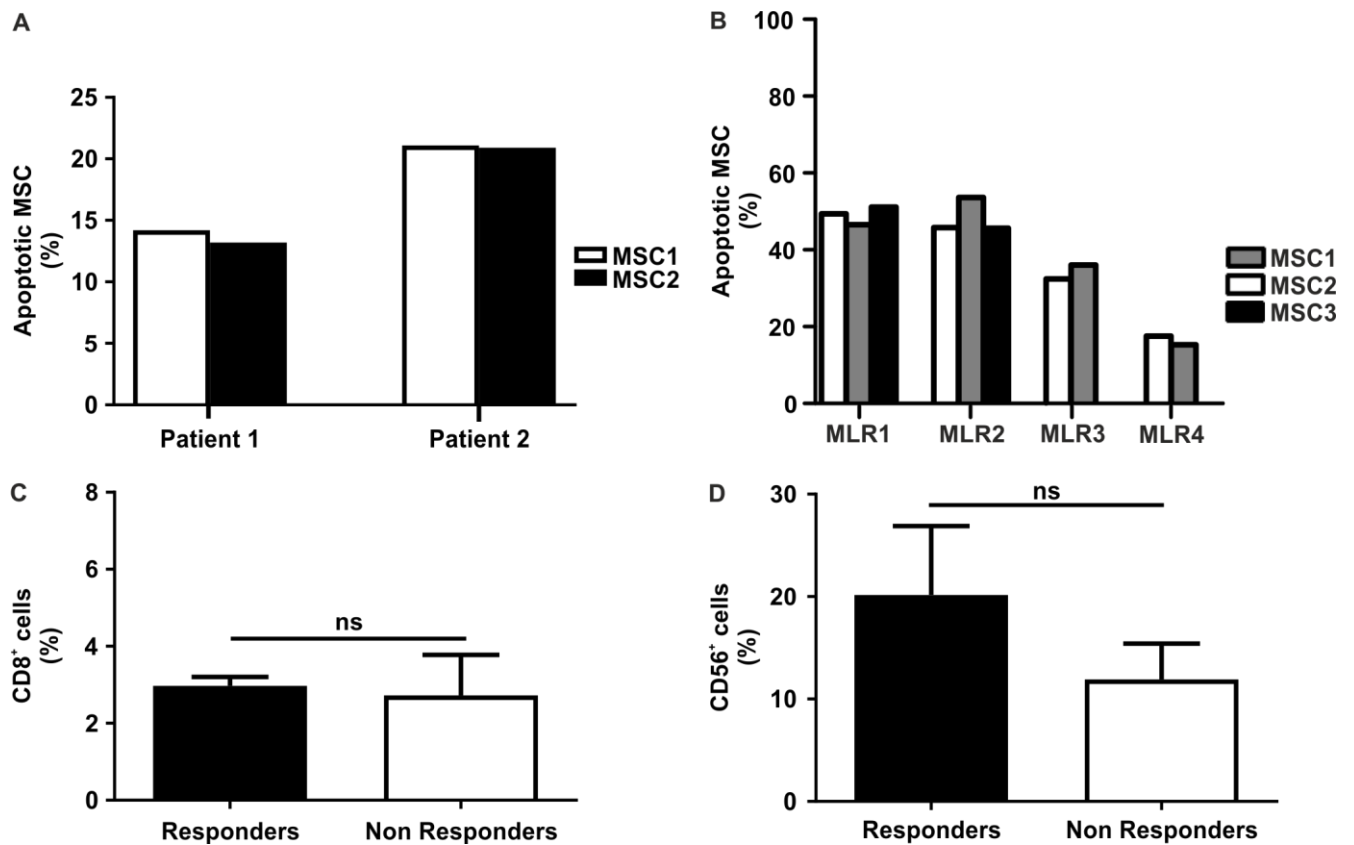 A
Apoptotic MSC
(%)
25
20
15
10
5
0
Patient 1
Patient 2
MSC1
MSC2
B
Apoptotic MSC
(%)
100
80
60
40
20
0
MLR1
MLR2
MLR3
MLR4
MSC1
MSC2
MSC3
C
CD8⁺ cells
(%)
8
6
4
2
0
ns
Responders
Non Responders
D
CD56⁺ cells
(%)
30
20
10
0
ns
Responders
Non Responders